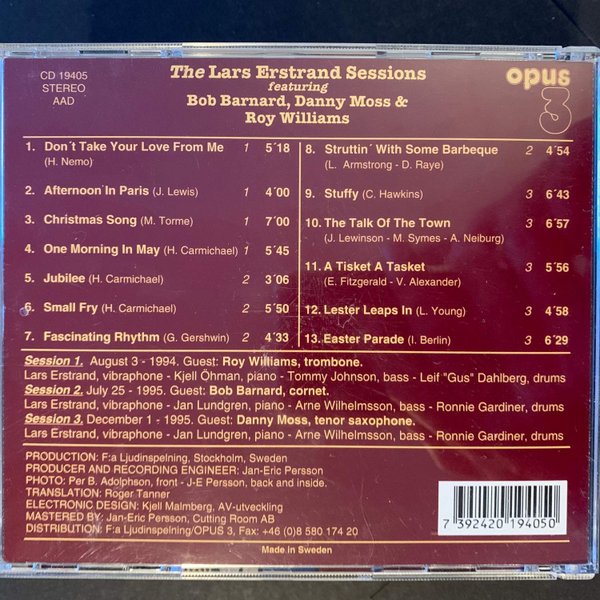 CD 19405
STEREO
AAD
The Lars Erstrand Sessions
featuring
Bob Barnard, Danny Moss &
Roy Williams
opus
3
1. Don´t Take Your Love From Me 1 5´18
(H. Nemo)
2. Afternoon in Paris (J. Lewis) 1 4´00
3. Christmas Song (M. Torme) 1 7´00
4. One Morning In May (H. Carmichael) 1 5´45
5. Jubilee (H. Carmichael) 2 3´06
6. Small Fry (H. Carmichael) 2 5´50
7. Fascinating Rhythm (G. Gershwin) 2 4´33
8. Struttin´ With Some Barbeque 2 4´54
(L. Armstrong - D. Raye)
9. Stuffy (C. Hawkins) 3 6´43
10. The Talk Of The Town 3 6´57
(J. Lewinson - M. Symes - A. Neiburg)
11. A Tisket A Tasket 3 5´56
(E. Fitzgerald - V. Alexander)
12. Lester Leaps In (L. Young) 3 4´58
13. Easter Parade (I. Berlin) 3 6´29
Session 1, August 3 - 1994. Guest: Roy Williams, trombone.
Lars Erstrand, vibraphone - Kjell Öhman, piano - Tommy Johnson, bass - Leif "Gus" Dahlberg, drums
Session 2, July 25 - 1995. Guest: Bob Barnard, cornet.
Lars Erstrand, vibraphone - Jan Lundgren, piano - Arne Wilhelmsson, bass - Ronnie Gardiner, drums
Session 3, December 1 - 1995. Guest: Danny Moss, tenor saxophone.
Lars Erstrand, vibraphone - Jan Lundgren, piano - Arne Wilhelmsson, bass - Ronnie Gardiner, drums
PRODUCTION: F:a Ljudinspelning, Stockholm, Sweden
PRODUCER AND RECORDING ENGINEER: Jan-Eric Persson
PHOTO: Per B. Adolphson, front - J-E Persson, back and inside.
TRANSLATION: Roger Tanner
ELECTRONIC DESIGN: Kjell Malmberg, AV-utveckling
MASTERED BY: Jan-Eric Persson, Cutting Room AB
DISTRIBUTION: F:a Ljudinspelning/OPUS 3, Fax: +46 (0)8 580 174 20
7 392420 194050
Made in Sweden